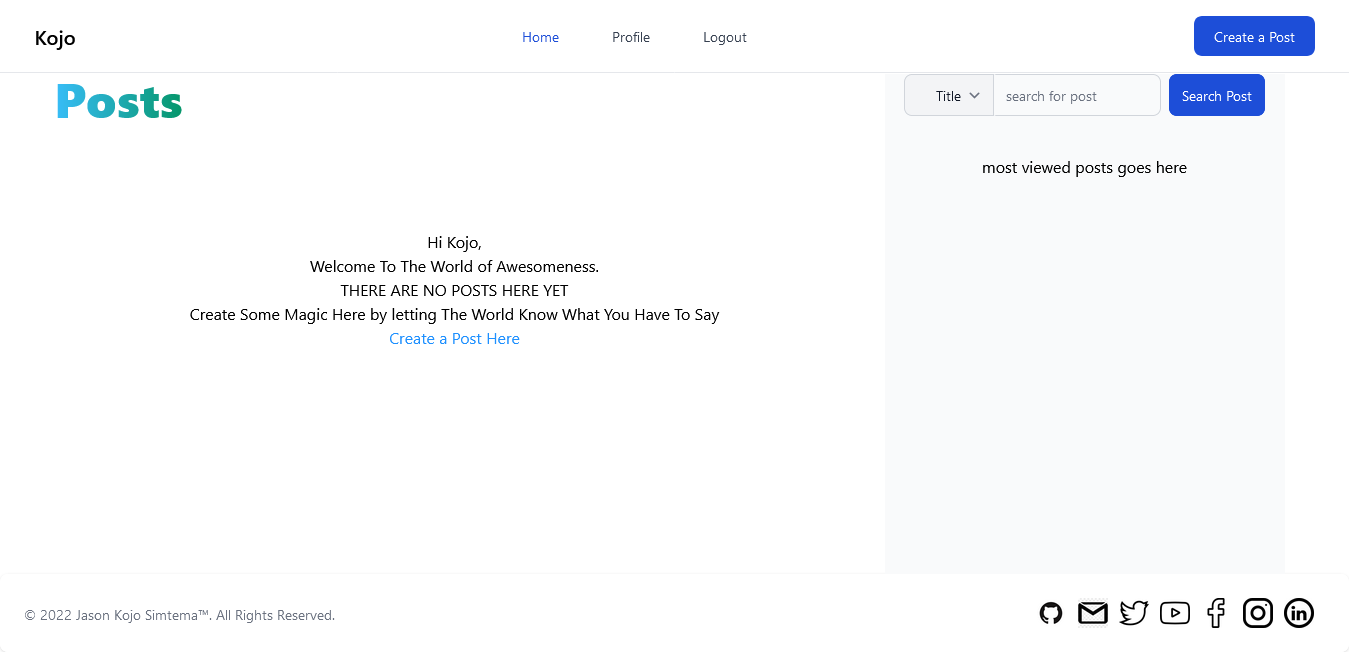 Kojo
Home Profile Logout
Create a Post
Posts
Title search for post Search Post
most viewed posts goes here
Hi Kojo,
Welcome To The World of Awesomeness.
THERE ARE NO POSTS HERE YET
Create Some Magic Here by letting The World Know What You Have To Say
Create a Post Here
© 2022 Jason Kojo Simtema™. All Rights Reserved.
in